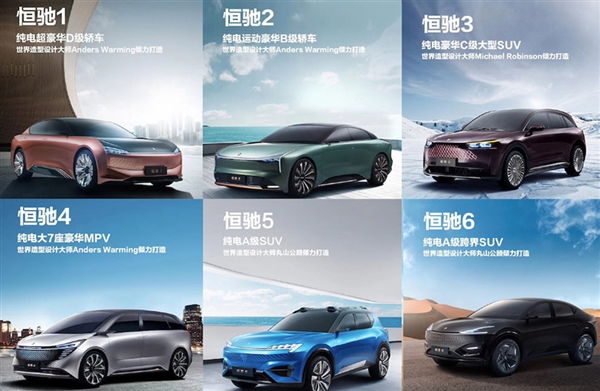 恒驰1
纯电超豪华D级轿车
世界造型设计大师Anders Warming倾力打造
恒驰2
纯电运动豪华B级轿车
世界造型设计大师Anders Warming倾力打造
恒驰3
纯电豪华C级大型SUV
世界造型设计大师Michael Robinson倾力打造
恒驰4
纯电大7座豪华MPV
世界造型设计大师Anders Warming倾力打造
恒驰5
纯电A级SUV
世界造型设计大师丸山公顾倾力打造
恒驰6
纯电A级跨界SUV
世界造型设计大师丸山公顾倾力打造